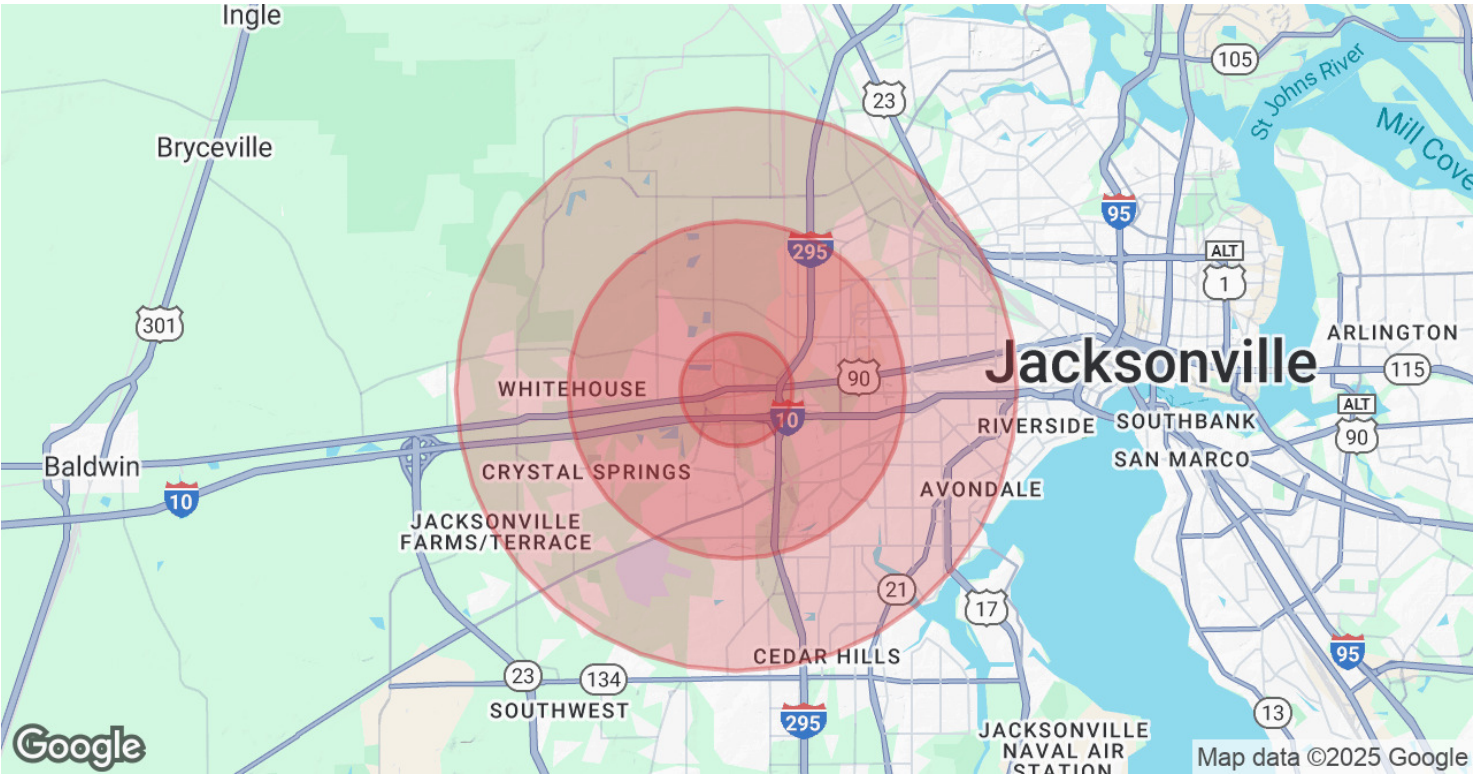 Ingle
105
St Johns River
23
Mill Cove
Bryceville
95
ALT
1
295
301
ARLINGTON
Jacksonville
115
90
WHITEHOUSE
ALT
90
10
RIVERSIDE
SOUTHBANK
SAN MARCO
Baldwin
CRYSTAL SPRINGS
AVONDALE
10
JACKSONVILLE
FARMS/TERRACE
21
17
CEDAR HILLS
95
23
134
SOUTHWEST
13
295
JACKSONVILLE
NAVAL AIR
STATION
Google
Map data ©2025 Google